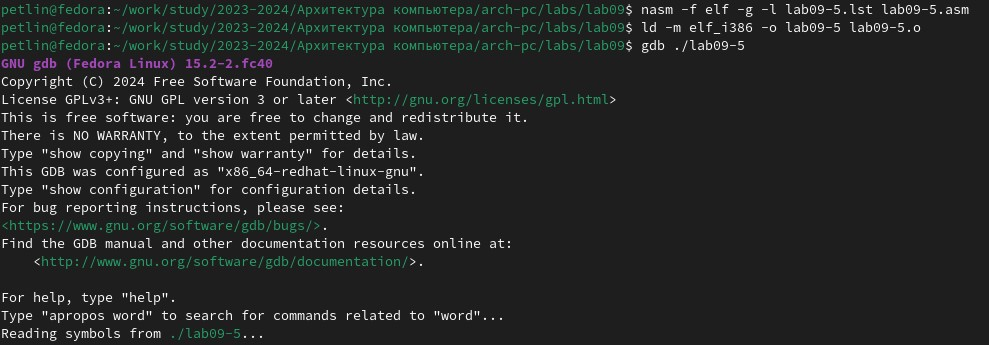 petlin@fedora:~/work/study/2023-2024/Архитектура компьютера/arch-pc/labs/lab09$ nasm -f elf -g -l lab09-5.lst lab09-5.asm
petlin@fedora:~/work/study/2023-2024/Архитектура компьютера/arch-pc/labs/lab09$ ld -m elf_i386 -o lab09-5 lab09-5.o
petlin@fedora:~/work/study/2023-2024/Архитектура компьютера/arch-pc/labs/lab09$ gdb ./lab09-5
GNU gdb (Fedora Linux) 15.2-2.fc40
Copyright (C) 2024 Free Software Foundation, Inc.
License GPLv3+: GNU GPL version 3 or later <http://gnu.org/licenses/gpl.html>
This is free software: you are free to change and redistribute it.
There is NO WARRANTY, to the extent permitted by law.
Type "show copying" and "show warranty" for details.
This GDB was configured as "x86_64-redhat-linux-gnu".
Type "show configuration" for configuration details.
For bug reporting instructions, please see:
<https://www.gnu.org/software/gdb/bugs/>.
Find the GDB manual and other documentation resources online at:
    <http://www.gnu.org/software/gdb/documentation/>.

For help, type "help".
Type "apropos word" to search for commands related to "word"...
Reading symbols from ./lab09-5...